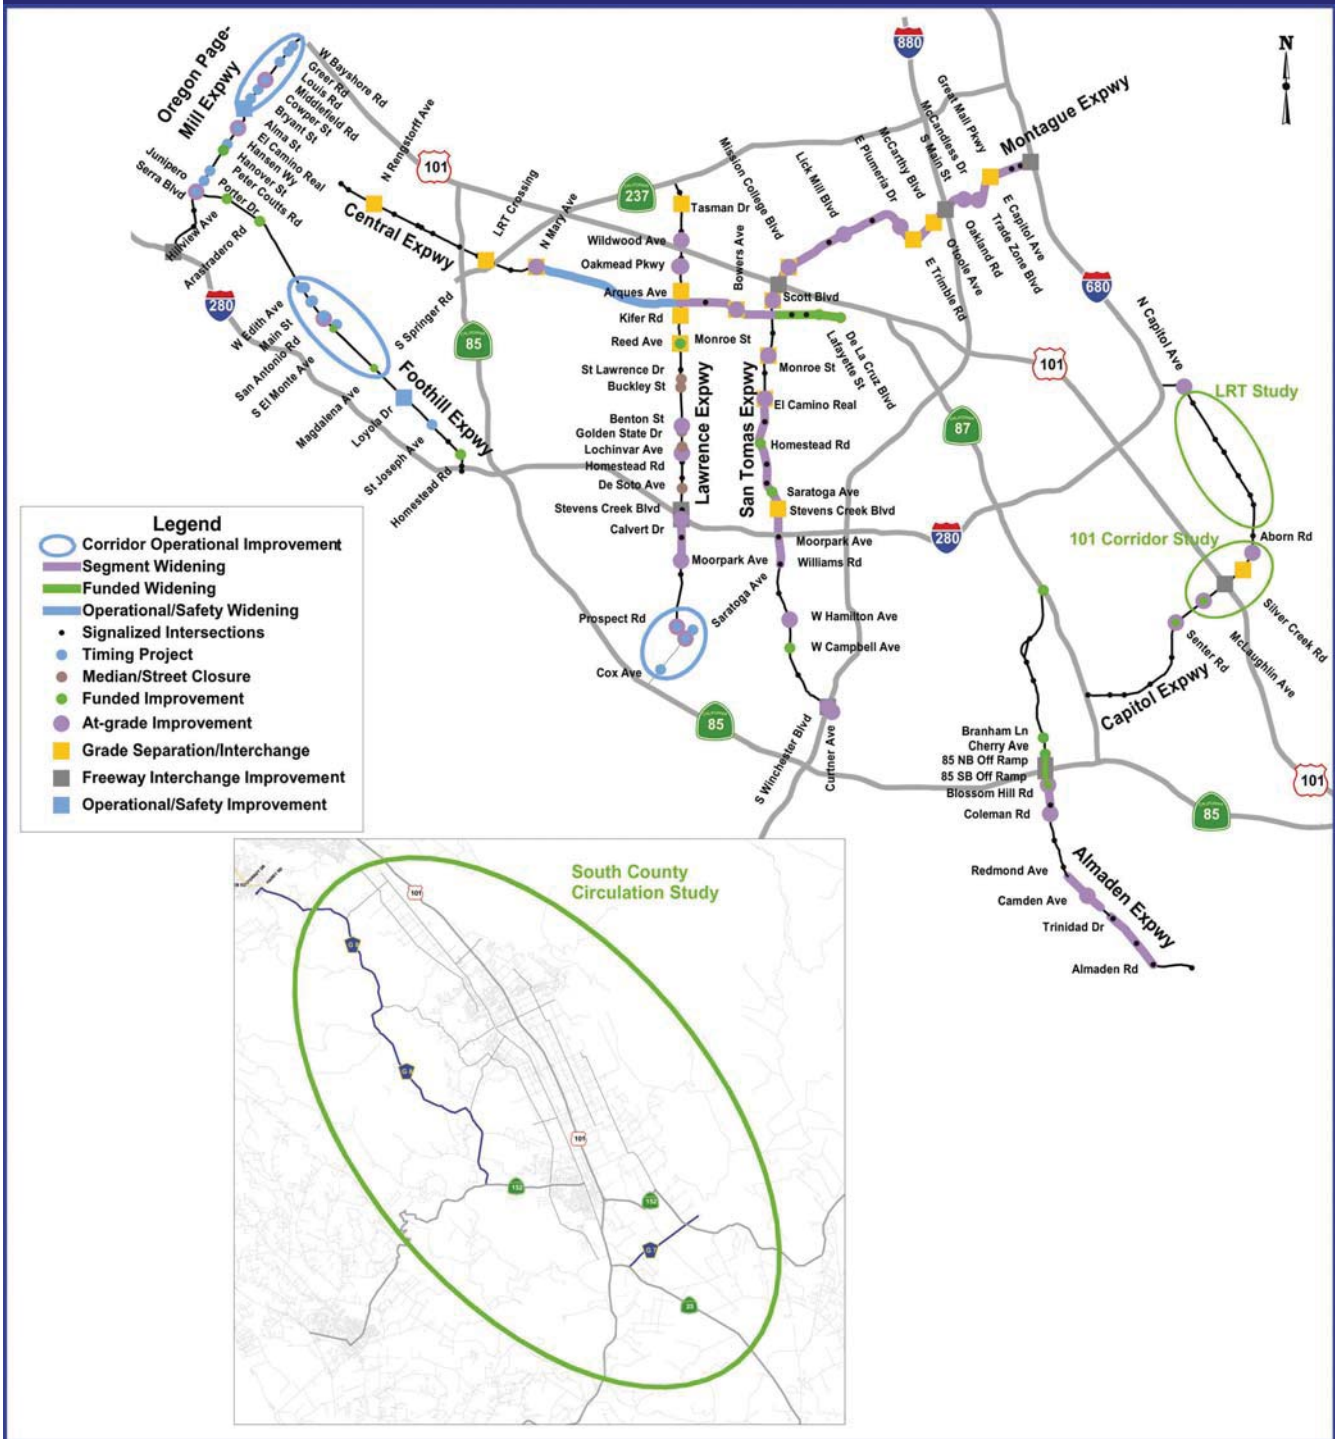 Oregon Page-
Mill Expwy
W Bayshore Rd
Greer Rd
Louis Rd
Middlefield Rd
Cowper St
Bryant St
Alma St
El Camino Real
Hansen Wy
Hanover St
Peter Coutts Rd
Porter Dr
Junipero
Serra Blvd
Hillview Ave
Arastradero Rd
280
N Rengstorff Ave
101
Central Expwy
LRT Crossing
N Mary Ave
S Springer Rd
85
W Edith Ave
Main St
San Antonio Rd
S El Monte Ave
Magdalena Ave
Loyola Dr
St Joseph Ave
Homestead Rd
Foothill Expwy
CALIFORNIA
237
Tasman Dr
Wildwood Ave
Oakmead Pkwy
Arques Ave
Kifer Rd
Reed Ave
Monroe St
St Lawrence Dr
Buckley St
Benton St
Golden State Dr
Lochinvar Ave
Homestead Rd
De Soto Ave
Stevens Creek Blvd
Calvert Dr
Moorpark Ave
Prospect Rd
Saratoga Ave
Cox Ave
Lawrence Expwy
Bowers Ave
Mission College Blvd
Lick Mill Blvd
E Plumeria Dr
McCarthy Blvd
S Main St
McCandless Dr
Great Mall Pkwy
Montague Expwy
880
N
E Capitol Ave
Trade Zone Blvd
Oakland Rd
O'toole Ave
E Trimble Rd
680
Scott Blvd
De La Cruz Blvd
Lafayette St
Monroe St
El Camino Real
Homestead Rd
Saratoga Ave
Stevens Creek Blvd
Moorpark Ave
Williams Rd
W Hamilton Ave
W Campbell Ave
San Tomas Expwy
S Winchester Blvd
Curtner Ave
85
87
280
101
N Capitol Ave
LRT Study
101 Corridor Study
Aborn Rd
Silver Creek Rd
McLaughlin Ave
Senter Rd
Capitol Expwy
101
85
Branham Ln
Cherry Ave
85 NB Off Ramp
85 SB Off Ramp
Blossom Hill Rd
Coleman Rd
Redmond Ave
Camden Ave
Trinidad Dr
Almaden Rd
Almaden Expwy
Legend
Corridor Operational Improvement
Segment Widening
Funded Widening
Operational/Safety Widening
Signalized Intersections
Timing Project
Median/Street Closure
Funded Improvement
At-grade Improvement
Grade Separation/Interchange
Freeway Interchange Improvement
Operational/Safety Improvement
South County
Circulation Study
101
G 8
101
152
152
G 7
25